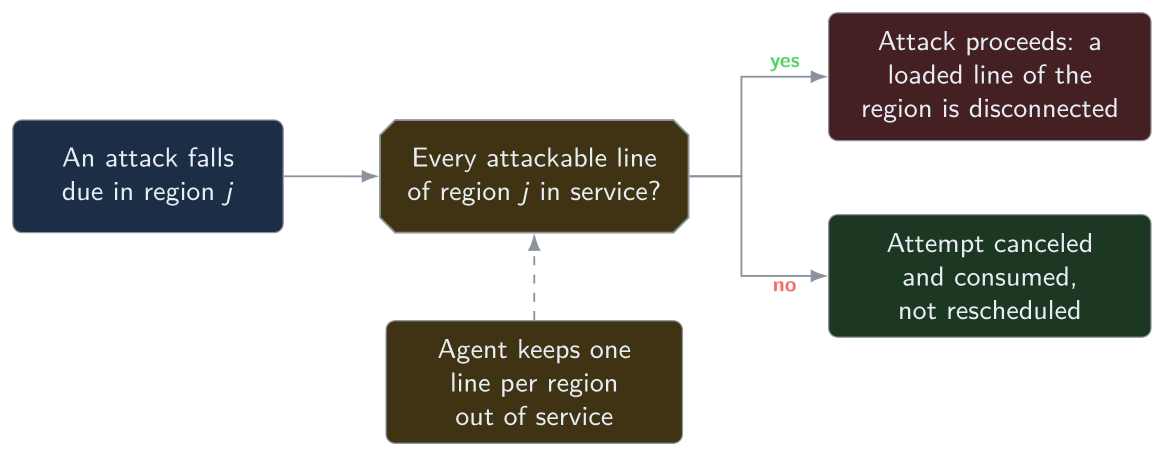 An attack falls
due in region j
Every attackable line
of region j in service?
yes
Attack proceeds: a
loaded line of the
region is disconnected
no
Attempt canceled
and consumed,
not rescheduled
Agent keeps one
line per region
out of service